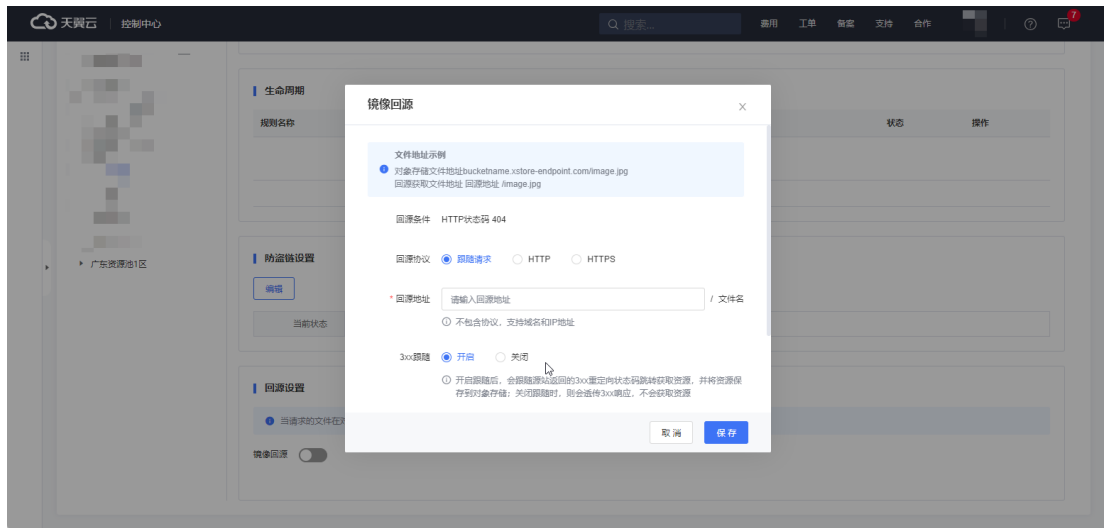 天翼云 控制中心 搜索... 费用 工单 备案 支持 合作 7
生命周期
规则名称 状态 操作
广东资源池1区
防盗链设置
编辑
当前状态
回源设置
当请求的文件在对
镜像回源
镜像回源
文件地址示例
对象存储文件地址bucketname.xstore-endpoint.com/image.jpg
回源获取文件地址 回源地址 /image.jpg
回源条件 HTTP状态码 404
回源协议 跟随请求 HTTP HTTPS
* 回源地址 请输入回源地址 / 文件名
不包含协议，支持域名和IP地址
3xx跟随 开启 关闭
开启跟随后，会跟随源站返回的3xx重定向状态码跳转获取资源，并将资源保
存到对象存储；关闭跟随时，则会透传3xx响应，不会获取资源
取消 保存